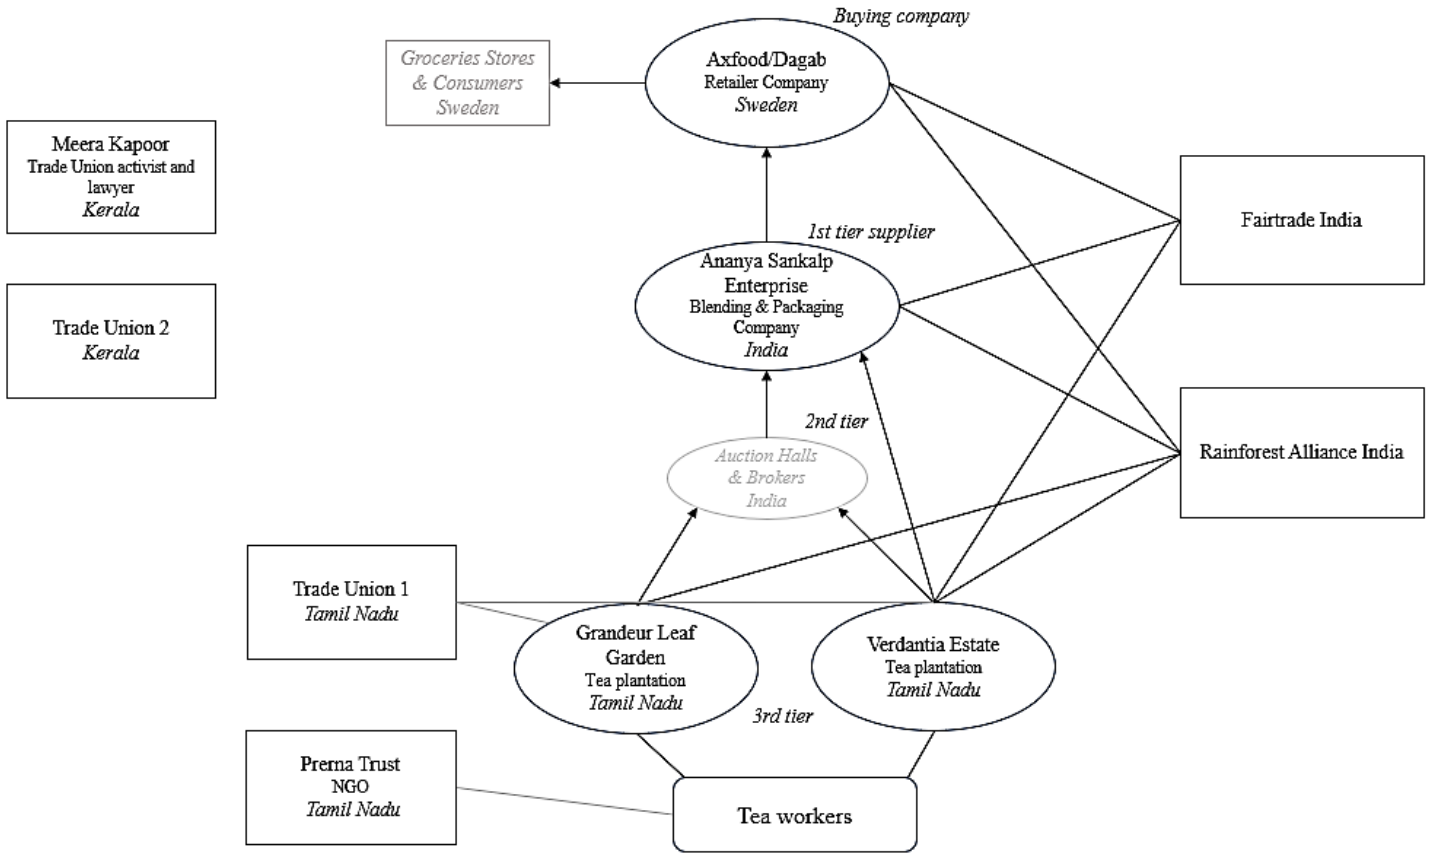 Buying company
Axfood/Dagab
Retailer Company
Sweden
Groceries Stores
& Consumers
Sweden
Meera Kapoor
Trade Union activist and
lawyer
Kerala
Fairtrade India
1st tier supplier
Ananya Sankalp
Enterprise
Blending & Packaging
Company
India
Trade Union 2
Kerala
2nd tier
Auction Halls
& Brokers
India
Rainforest Alliance India
Trade Union 1
Tamil Nadu
Grandeur Leaf
Garden
Tea plantation
Tamil Nadu
Verdantia Estate
Tea plantation
Tamil Nadu
3rd tier
Prerna Trust
NGO
Tamil Nadu
Tea workers